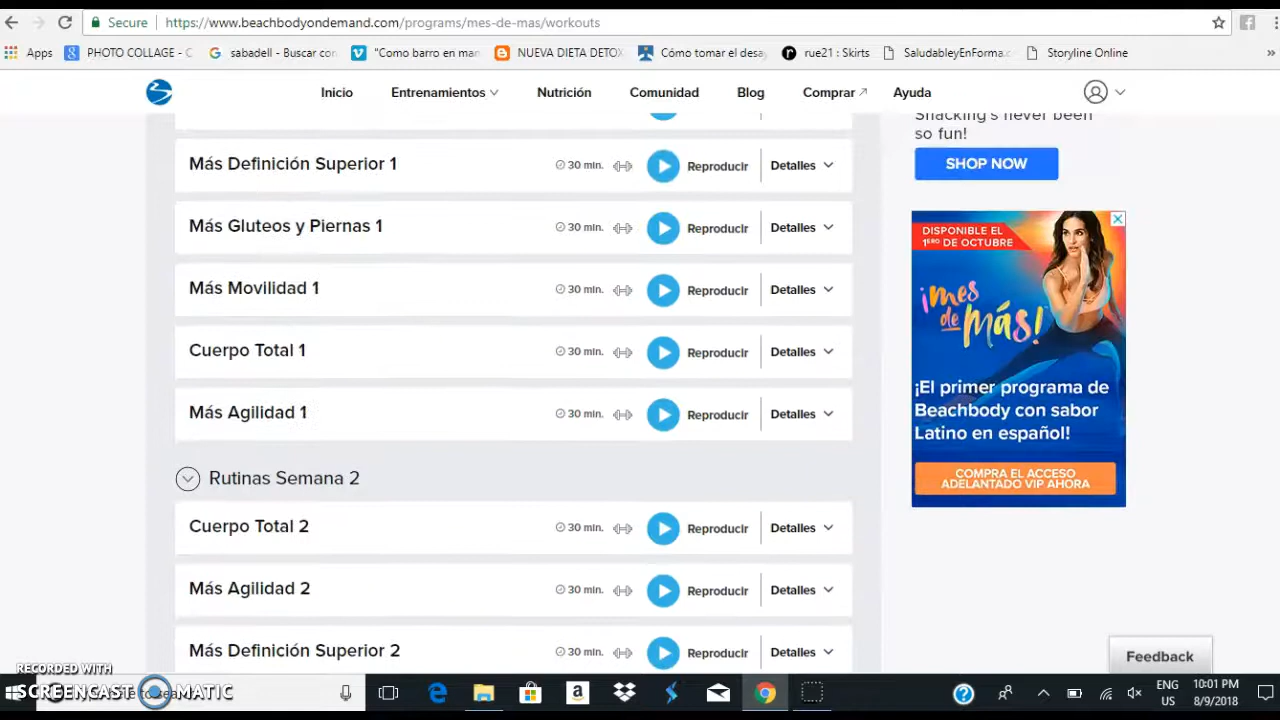 Secure
https://www.beachbodyondemand.com/programs/mes-de-mas/workouts
Apps
PHOTO COLLAGE - C
sabadell - Buscar con
"Como barro en man
NUEVA DIETA DETOX
Cómo tomar el desay
rue21 : Skirts
SaludableyEnForma.c
Storyline Online
»
Inicio
Entrenamientos
Nutrición
Comunidad
Blog
Comprar
Ayuda
Snacking's never been
so fun!
SHOP NOW
Más Definición Superior 1
30 min.
Reproducir
Detalles
Más Gluteos y Piernas 1
30 min.
Reproducir
Detalles
Más Movilidad 1
30 min.
Reproducir
Detalles
Cuerpo Total 1
30 min.
Reproducir
Detalles
Más Agilidad 1
30 min.
Reproducir
Detalles
Rutinas Semana 2
Cuerpo Total 2
30 min.
Reproducir
Detalles
Más Agilidad 2
30 min.
Reproducir
Detalles
Más Definición Superior 2
30 min.
Reproducir
Detalles
DISPONIBLE EL
1ERO DE OCTUBRE
¡mes
de más!
¡El primer programa de
Beachbody con sabor
Latino en español!
COMPRA EL ACCESO
ADELANTADO VIP AHORA
Feedback
RECORDED WITH
SCREENCAST MATIC
ENG
US
10:01 PM
8/9/2018